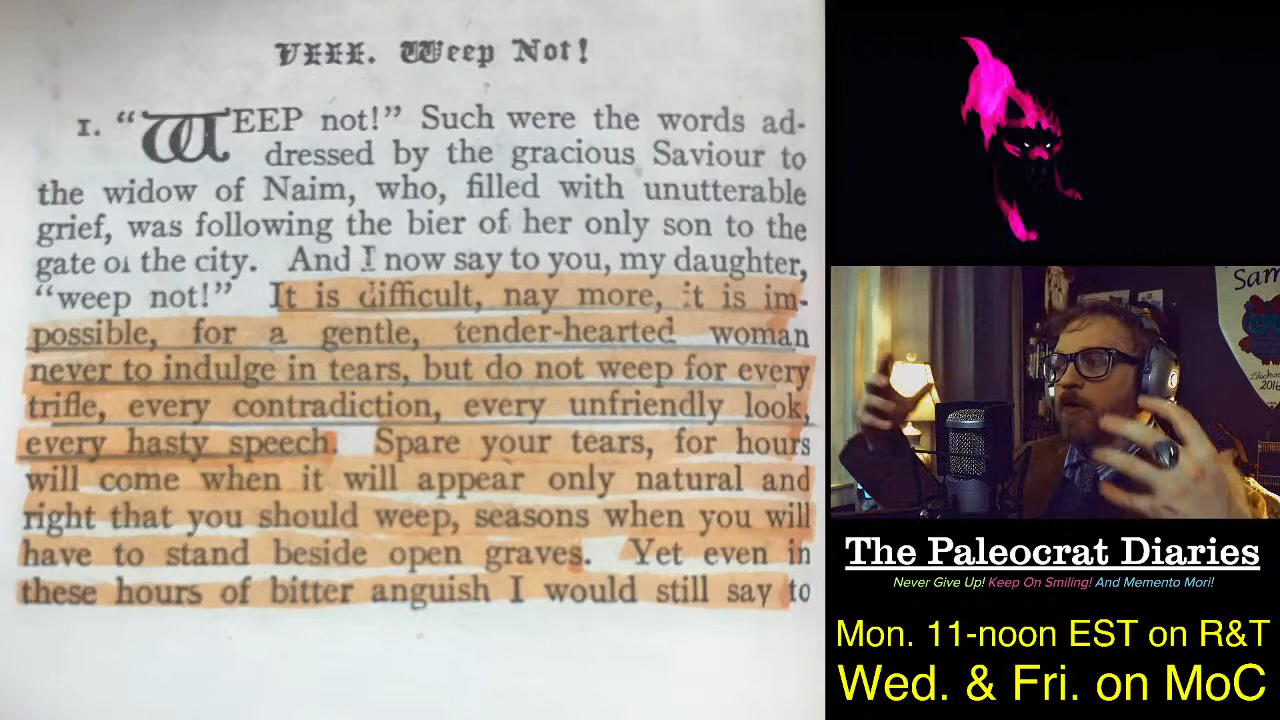 VIII. Weep Not!
1. “WEEP not!” Such were the words ad-
dressed by the gracious Saviour to
the widow of Naim, who, filled with unutterable
grief, was following the bier of her only son to the
gate of the city. And I now say to you, my daughter,
“weep not!” It is difficult, nay more, it is im-
possible, for a gentle, tender-hearted woman
never to indulge in tears, but do not weep for every
trifle, every contradiction, every unfriendly look,
every hasty speech. Spare your tears, for hours
will come when it will appear only natural and
right that you should weep, seasons when you will
have to stand beside open graves. Yet even in
these hours of bitter anguish I would still say to
Sam
2016
The Paleocrat Diaries
Never Give Up! Keep On Smiling! And Memento Mori!
Mon. 11-noon EST on R&T
Wed. & Fri. on MoC